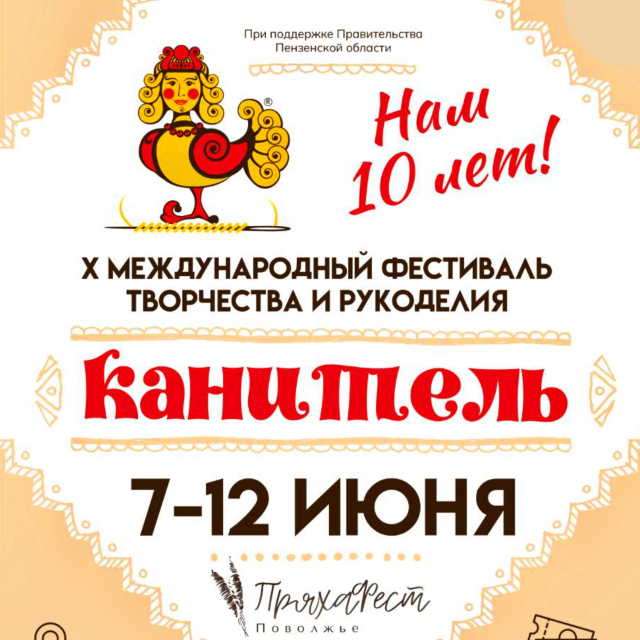 При поддержке Правительства
Пензенской области
®
Нам
10 лет!
X МЕЖДУНАРОДНЫЙ ФЕСТИВАЛЬ
ТВОРЧЕСТВА И РУКОДЕЛИЯ
Канитель
7-12 ИЮНЯ
ПряхаФест
Поволжье